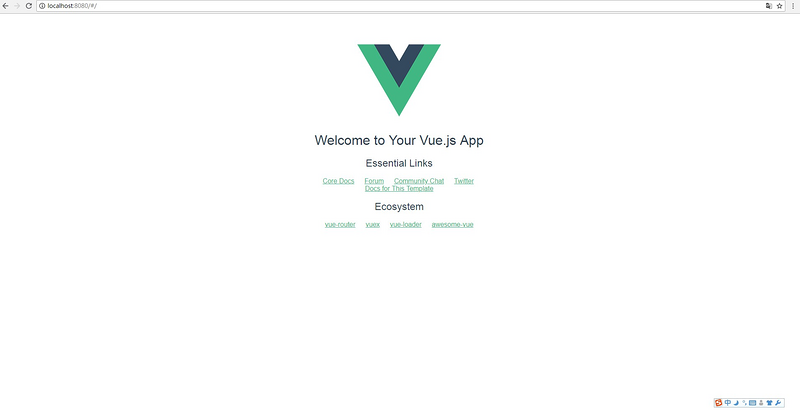 localhost:8080/#/
Welcome to Your Vue.js App
Essential Links
Core Docs Forum Community Chat Twitter
Docs for This Template
Ecosystem
vue-router vuex vue-loader awesome-vue
中